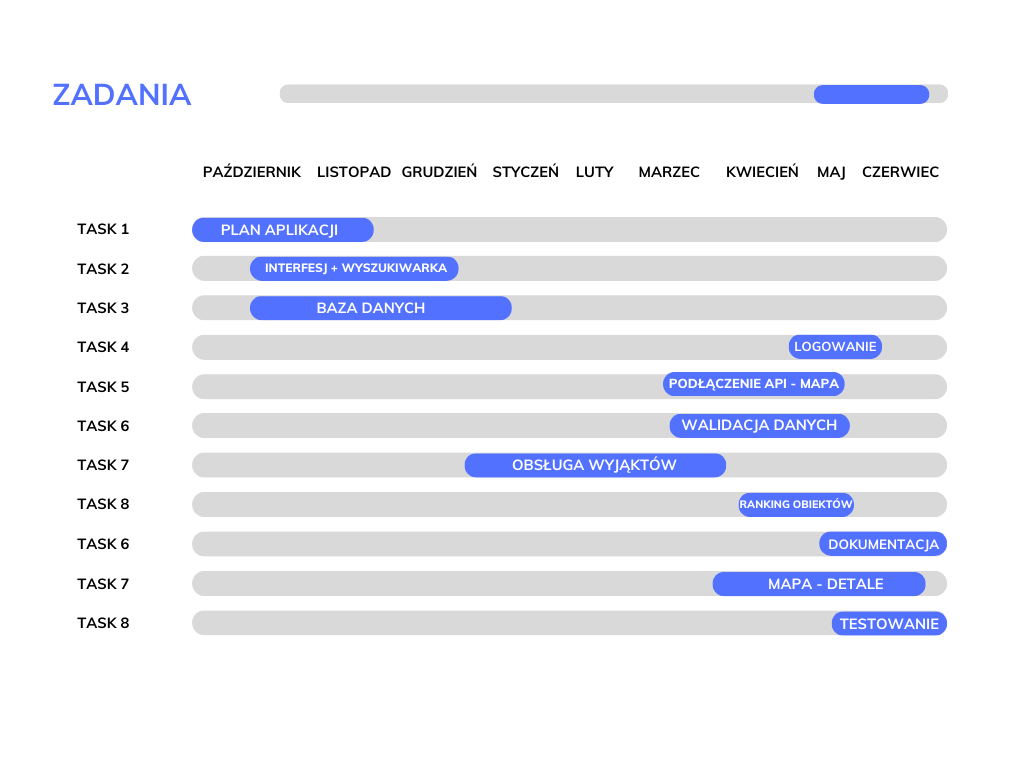 ZADANIA
PAŹDZIERNIK LISTOPAD GRUDZIEŃ STYCZEŃ LUTY MARZEC KWIECIEŃ MAJ CZERWIEC
TASK 1 PLAN APLIKACJI
TASK 2 INTERFESJ + WYSZUKIWARKA
TASK 3 BAZA DANYCH
TASK 4 LOGOWANIE
TASK 5 PODŁĄCZENIE API - MAPA
TASK 6 WALIDACJA DANYCH
TASK 7 OBSŁUGA WYJĄKTÓW
TASK 8 RANKING OBIEKTÓW
TASK 6 DOKUMENTACJA
TASK 7 MAPA - DETALE
TASK 8 TESTOWANIE